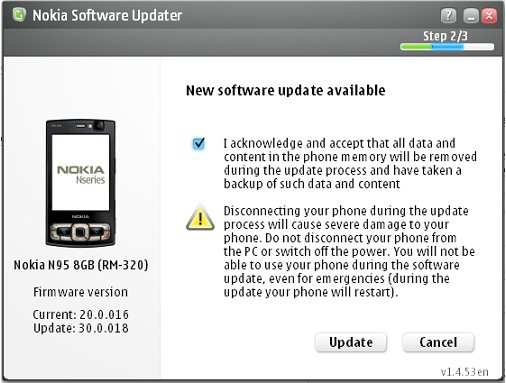 Nokia Software Updater
Step 2/3
New software update available
I acknowledge and accept that all data and
content in the phone memory will be removed
during the update process and have taken a
backup of such data and content
NOKIA
Nseries
NOKIA
Disconnecting your phone during the update
process will cause severe damage to your
phone. Do not disconnect your phone from
the PC or switch off the power. You will not be
able to use your phone during the software
update, even for emergencies (during the
update your phone will restart).
Nokia N95 8GB (RM-320)
Firmware version
Current: 20.0.016
Update: 30.0.018
Update
Cancel
v1.4.53en